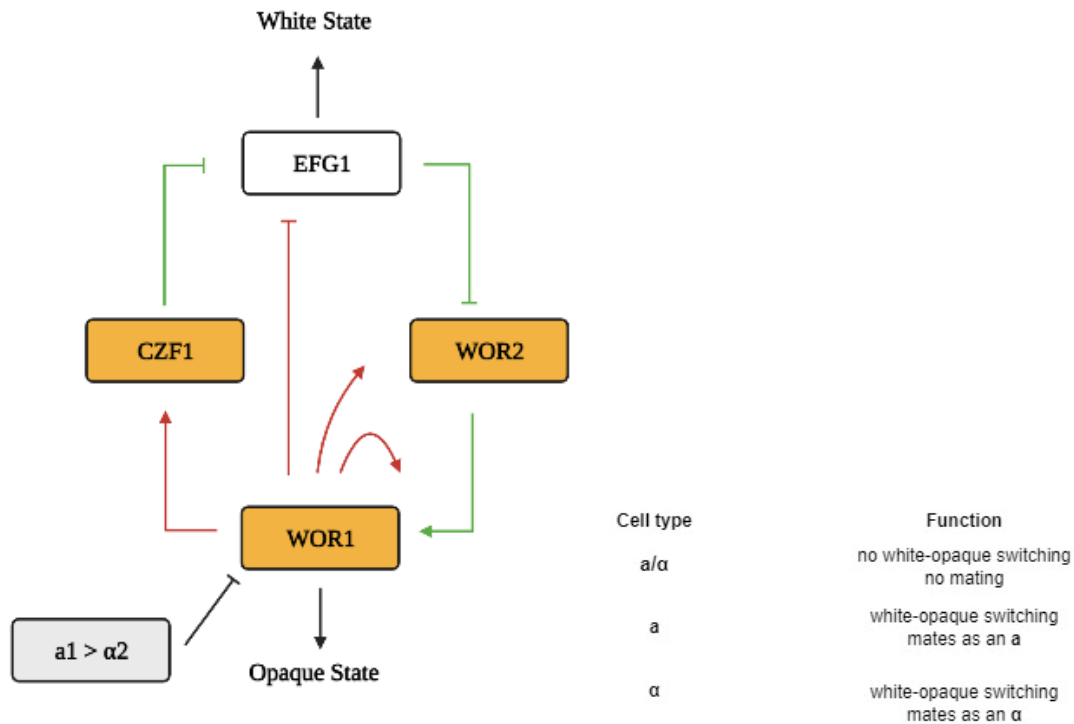 White State
EFG1
CZF1
WOR2
WOR1
a1 > α2
Opaque State
Cell type Function
a/α no white-opaque switching
no mating
a white-opaque switching
mates as an a
α white-opaque switching
mates as an α